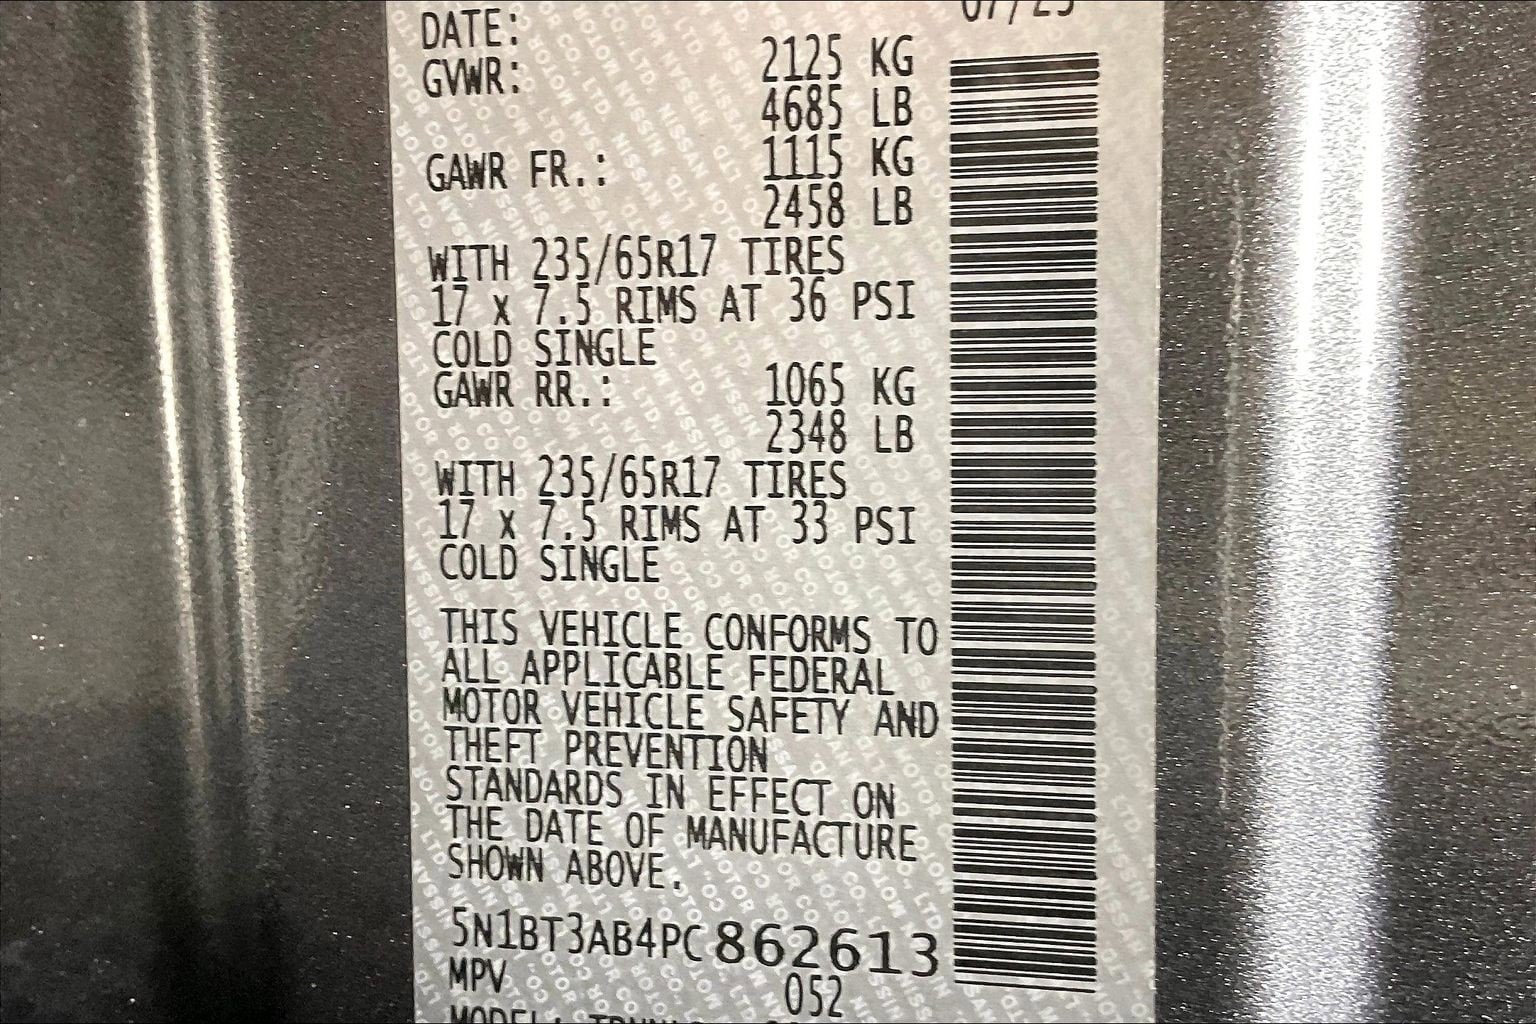 DATE: 07/23
GVWR: 2125 KG
4685 LB
GAWR FR.: 1115 KG
2458 LB
WITH 235/65R17 TIRES
17 x 7.5 RIMS AT 36 PSI
COLD SINGLE
GAWR RR.: 1065 KG
2348 LB
WITH 235/65R17 TIRES
17 x 7.5 RIMS AT 33 PSI
COLD SINGLE
THIS VEHICLE CONFORMS TO
ALL APPLICABLE FEDERAL
MOTOR VEHICLE SAFETY AND
THEFT PREVENTION
STANDARDS IN EFFECT ON
THE DATE OF MANUFACTURE
SHOWN ABOVE.
5N1BT3AB4PC862613
MPV 052
MODEL: